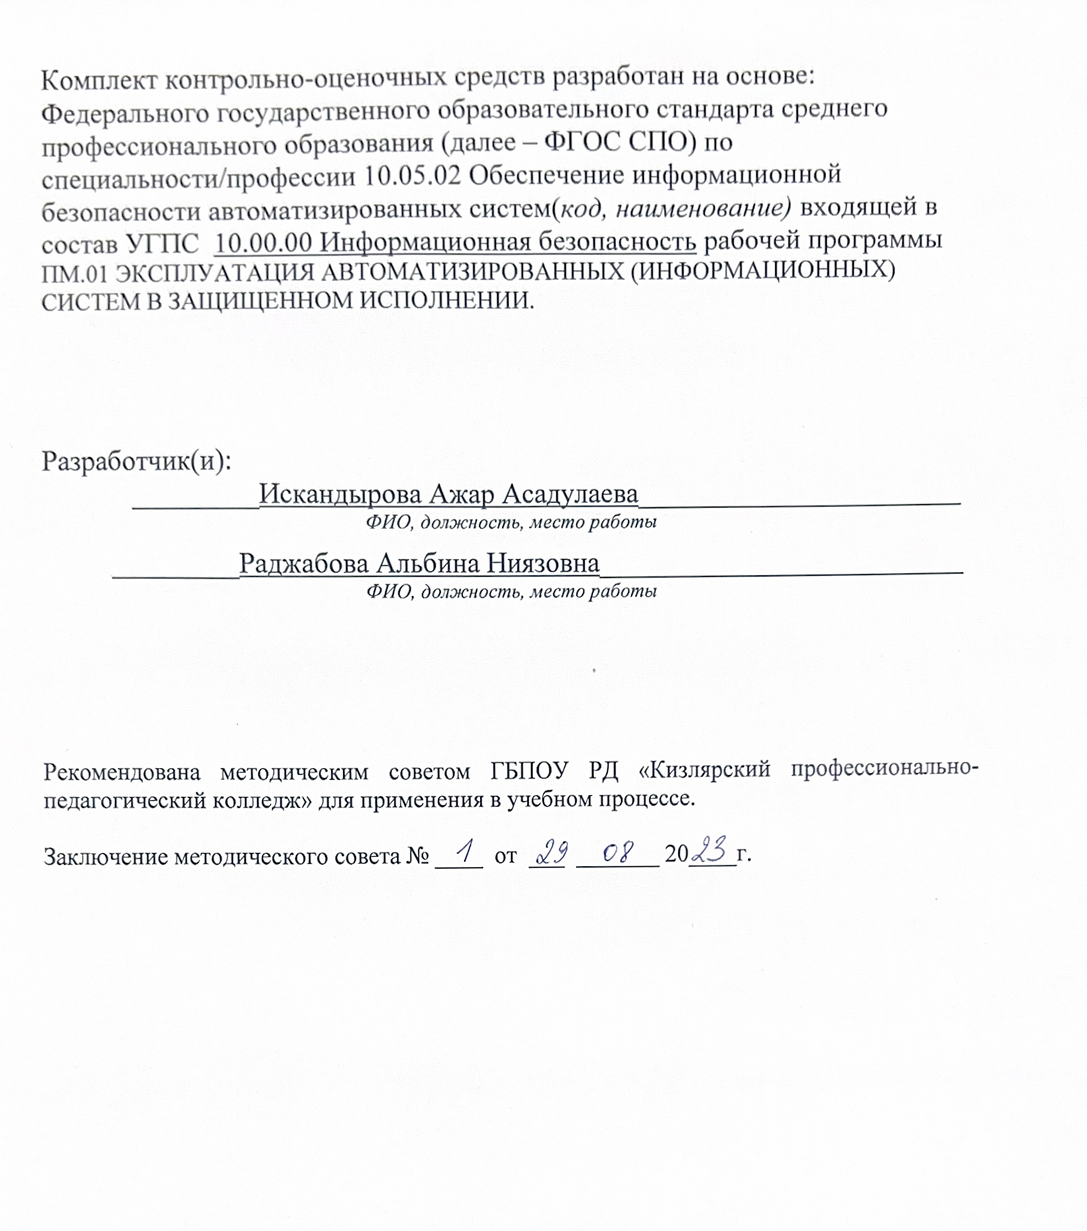 Комплект контрольно-оценочных средств разработан на основе:
Федерального государственного образовательного стандарта среднего
профессионального образования (далее – ФГОС СПО) по
специальности/профессии 10.05.02 Обеспечение информационной
безопасности автоматизированных систем(код, наименование) входящей в
состав УГПС 10.00.00 Информационная безопасность рабочей программы
ПМ.01 ЭКСПЛУАТАЦИЯ АВТОМАТИЗИРОВАННЫХ (ИНФОРМАЦИОННЫХ)
СИСТЕМ В ЗАЩИЩЕННОМ ИСПОЛНЕНИИ.
Разработчик(и):
Искандырова Ажар Асадулаева
ФИО, должность, место работы
Раджабова Альбина Ниязовна
ФИО, должность, место работы
Рекомендована методическим советом ГБПОУ РД «Кизлярский профессионально-
педагогический колледж» для применения в учебном процессе.
Заключение методического совета № 1 от 29 08 2023г.